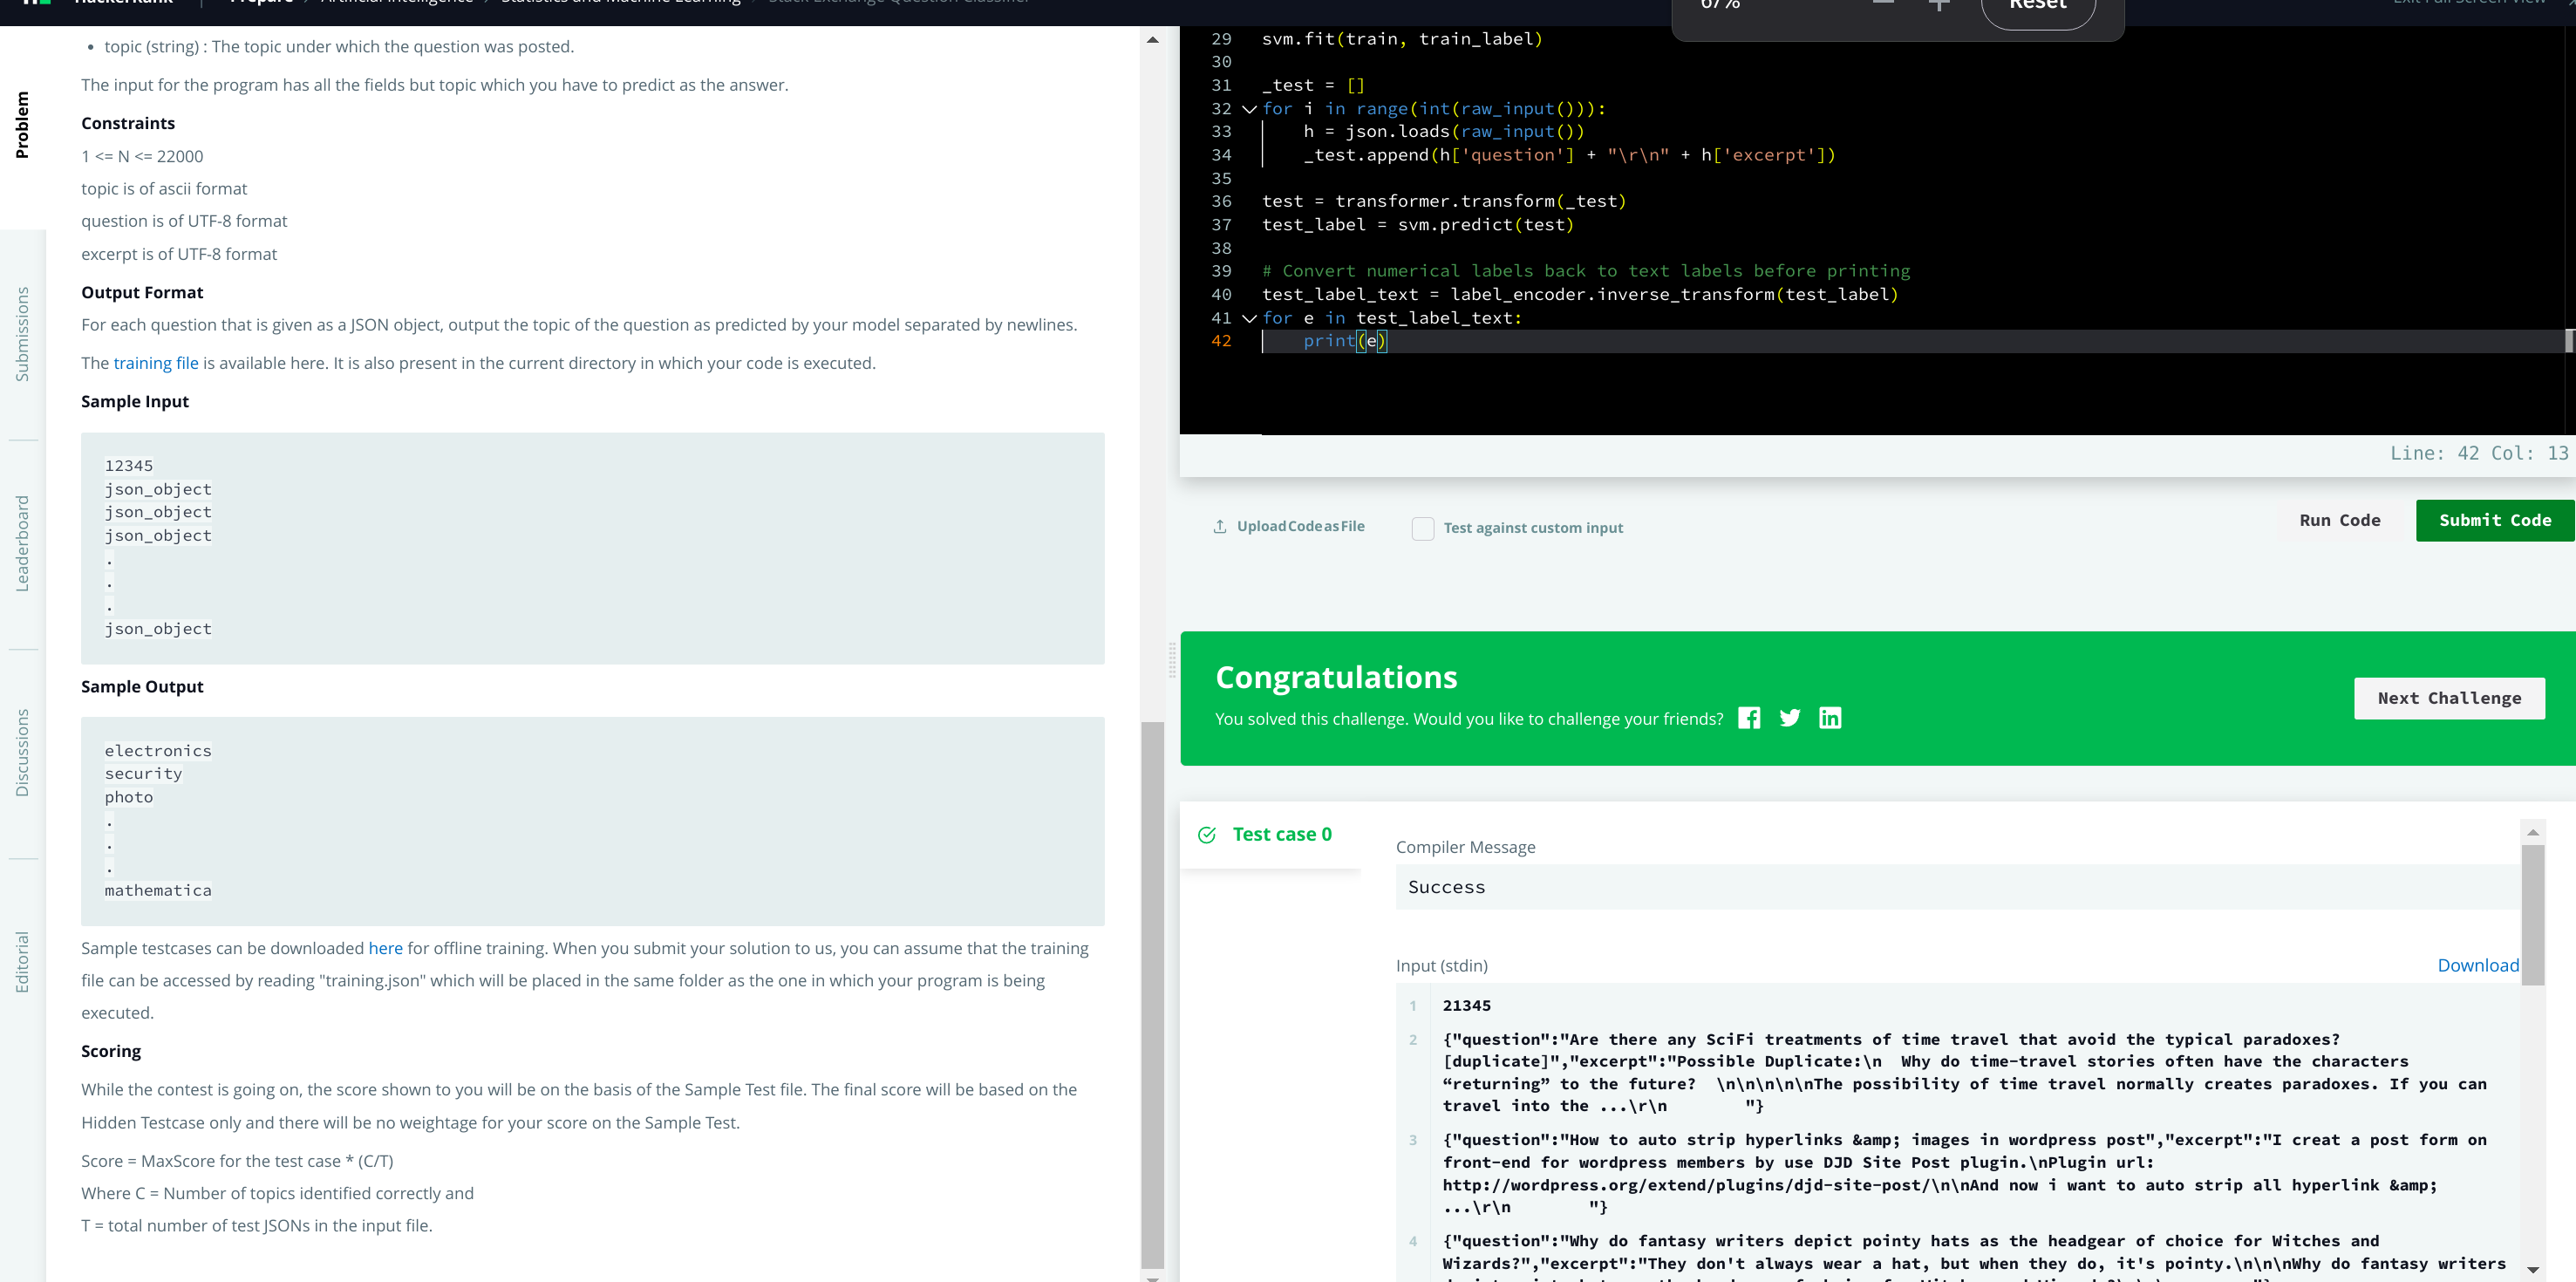 HackerRank
Prepare > Artificial Intelligence > Statistics and Machine Learning > Stack Exchange Question Classifier
Exit Full Screen View
67%
Reset
Problem
Submissions
Leaderboard
Discussions
Editorial
• topic (string) : The topic under which the question was posted.
The input for the program has all the fields but topic which you have to predict as the answer.
Constraints
1 <= N <= 22000
topic is of ascii format
question is of UTF-8 format
excerpt is of UTF-8 format
Output Format
For each question that is given as a JSON object, output the topic of the question as predicted by your model separated by newlines.
The training file is available here. It is also present in the current directory in which your code is executed.
Sample Input
12345
json_object
json_object
json_object
.
.
.
json_object
Sample Output
electronics
security
photo
.
.
.
mathematica
Sample testcases can be downloaded here for offline training. When you submit your solution to us, you can assume that the training
file can be accessed by reading "training.json" which will be placed in the same folder as the one in which your program is being
executed.
Scoring
While the contest is going on, the score shown to you will be on the basis of the Sample Test file. The final score will be based on the
Hidden Testcase only and there will be no weightage for your score on the Sample Test.
Score = MaxScore for the test case * (C/T)
Where C = Number of topics identified correctly and
T = total number of test JSONs in the input file.
29 svm.fit(train, train_label)
30
31 _test = []
32 for i in range(int(raw_input())):
33 h = json.loads(raw_input())
34 _test.append(h['question'] + "\r\n" + h['excerpt'])
35
36 test = transformer.transform(_test)
37 test_label = svm.predict(test)
38
39 # Convert numerical labels back to text labels before printing
40 test_label_text = label_encoder.inverse_transform(test_label)
41 for e in test_label_text:
42 print(e)
Line: 42 Col: 13
Upload Code as File
Test against custom input
Run Code
Submit Code
Congratulations
You solved this challenge. Would you like to challenge your friends?
Next Challenge
Test case 0
Compiler Message
Success
Input (stdin)
Download
1 21345
2 {"question":"Are there any SciFi treatments of time travel that avoid the typical paradoxes?
[duplicate]","excerpt":"Possible Duplicate:\n  Why do time-travel stories often have the characters
“returning” to the future?  \n\n\n\n\nThe possibility of time travel normally creates paradoxes. If you can
travel into the ...\r\n        "}
3 {"question":"How to auto strip hyperlinks &amp; images in wordpress post","excerpt":"I creat a post form on
front-end for wordpress members by use DJD Site Post plugin.\nPlugin url:
http://wordpress.org/extend/plugins/djd-site-post/\n\nAnd now i want to auto strip all hyperlink &amp;
...\r\n        "}
4 {"question":"Why do fantasy writers depict pointy hats as the headgear of choice for Witches and
Wizards?","excerpt":"They don't always wear a hat, but when they do, it's pointy.\n\n\nWhy do fantasy writers